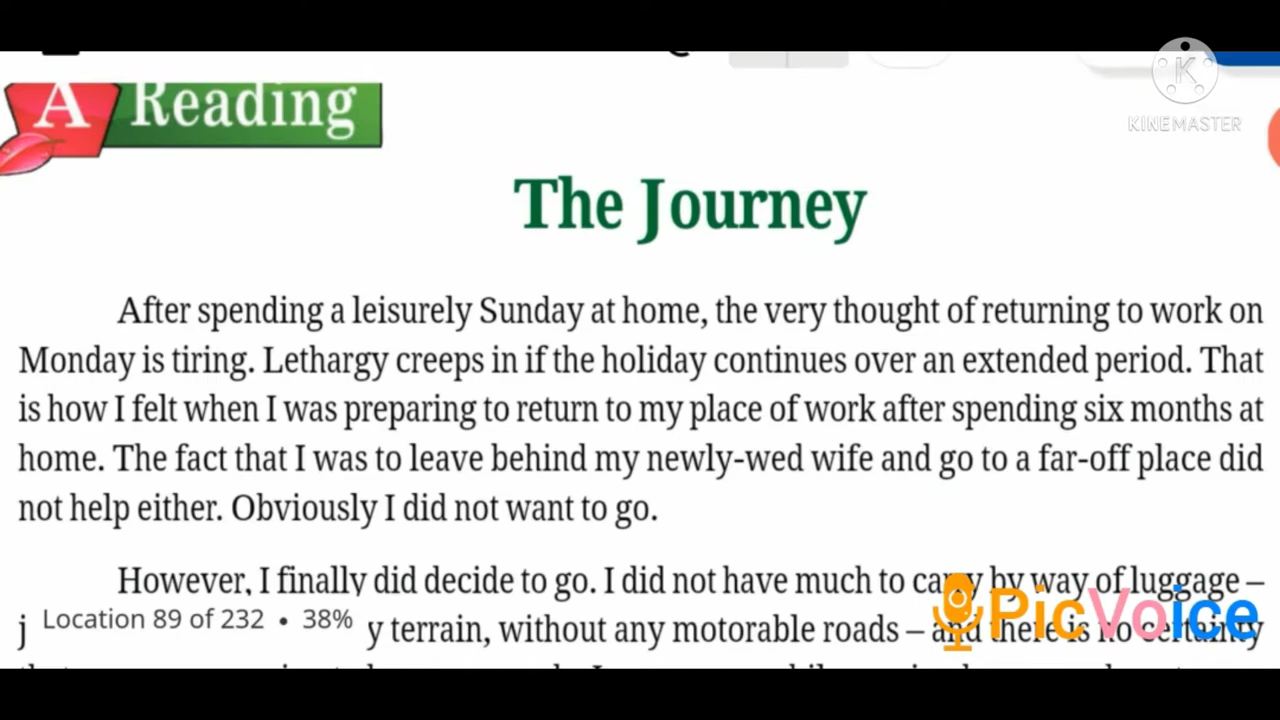 A Reading
K
KINEMASTER
The Journey
After spending a leisurely Sunday at home, the very thought of returning to work on
Monday is tiring. Lethargy creeps in if the holiday continues over an extended period. That
is how I felt when I was preparing to return to my place of work after spending six months at
home. The fact that I was to leave behind my newly-wed wife and go to a far-off place did
not help either. Obviously I did not want to go.
However, I finally did decide to go. I did not have much to carry by way of luggage –
j Location 89 of 232 • 38% y terrain, without any motorable roads – and there is no certainty
PicVoice